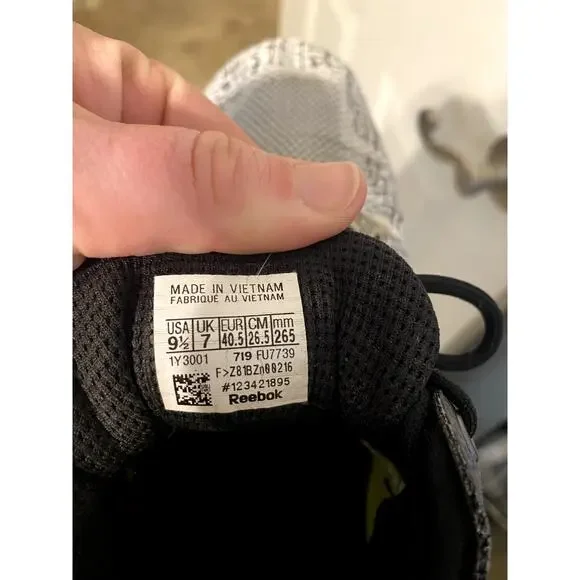 MADE IN VIETNAM
FABRIQUÉ AU VIETNAM
USA UK EUR CM mm
9½ 7 40.5 26.5 265
1Y3001 719 FU7739
F>Z81BZn00216
#123421895
Reebok